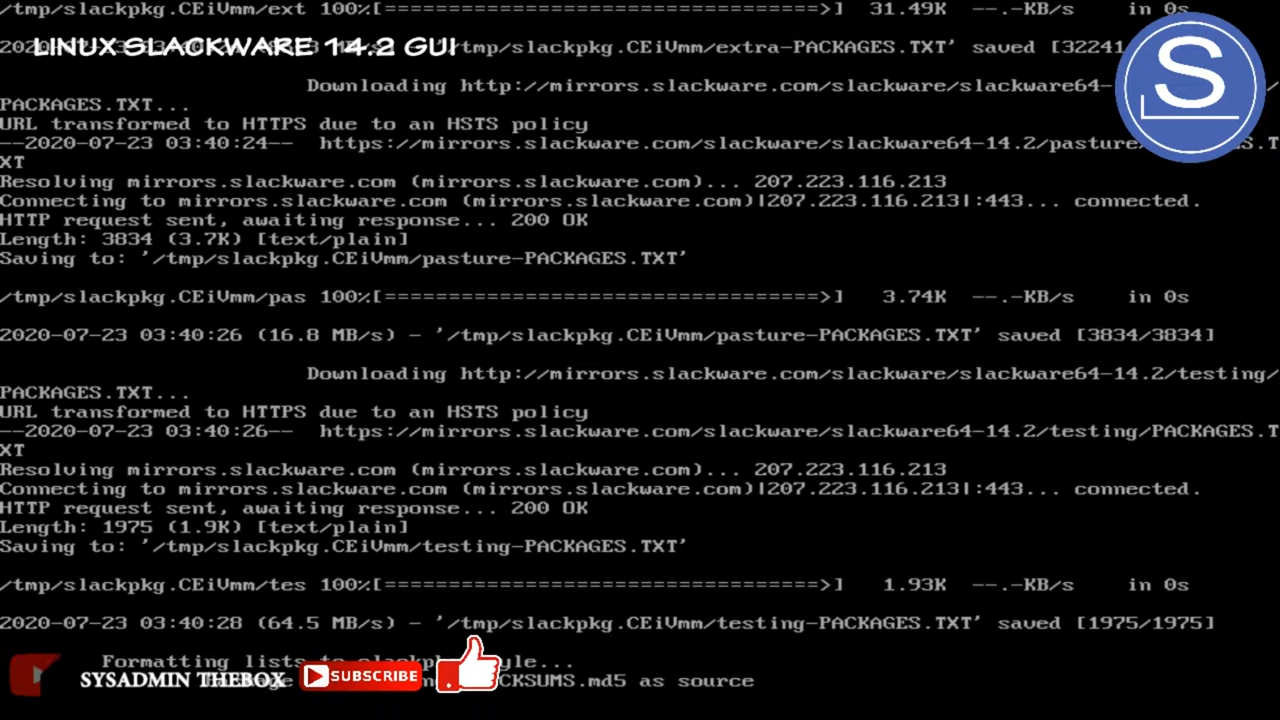 /tmp/slackpkg.CEiVmm/ext 100%[==================================>] 31.49K --.-KB/s in 0s
LINUX SLACKWARE 14.2 GUI
/tmp/slackpkg.CEiVmm/extra-PACKAGES.TXT' saved [32241
S
Downloading http://mirrors.slackware.com/slackware/slackware64-
PACKAGES.TXT...
URL transformed to HTTPS due to an HSTS policy
--2020-07-23 03:40:24-- https://mirrors.slackware.com/slackware/slackware64-14.2/pasture
XT
Resolving mirrors.slackware.com (mirrors.slackware.com)... 207.223.116.213
Connecting to mirrors.slackware.com (mirrors.slackware.com)|207.223.116.213|:443... connected.
HTTP request sent, awaiting response... 200 OK
Length: 3834 (3.7K) [text/plain]
Saving to: '/tmp/slackpkg.CEiVmm/pasture-PACKAGES.TXT'
/tmp/slackpkg.CEiVmm/pas 100%[==================================>] 3.74K --.-KB/s in 0s
2020-07-23 03:40:26 (16.8 MB/s) - '/tmp/slackpkg.CEiVmm/pasture-PACKAGES.TXT' saved [3834/3834]
Downloading http://mirrors.slackware.com/slackware/slackware64-14.2/testing/
PACKAGES.TXT...
URL transformed to HTTPS due to an HSTS policy
--2020-07-23 03:40:26-- https://mirrors.slackware.com/slackware/slackware64-14.2/testing/PACKAGES.T
XT
Resolving mirrors.slackware.com (mirrors.slackware.com)... 207.223.116.213
Connecting to mirrors.slackware.com (mirrors.slackware.com)|207.223.116.213|:443... connected.
HTTP request sent, awaiting response... 200 OK
Length: 1975 (1.9K) [text/plain]
Saving to: '/tmp/slackpkg.CEiVmm/testing-PACKAGES.TXT'
/tmp/slackpkg.CEiVmm/tes 100%[==================================>] 1.93K --.-KB/s in 0s
2020-07-23 03:40:28 (64.5 MB/s) - '/tmp/slackpkg.CEiVmm/testing-PACKAGES.TXT' saved [1975/1975]
Formatting lists to
SYSADMIN THEBOX SUBSCRIBE
as source